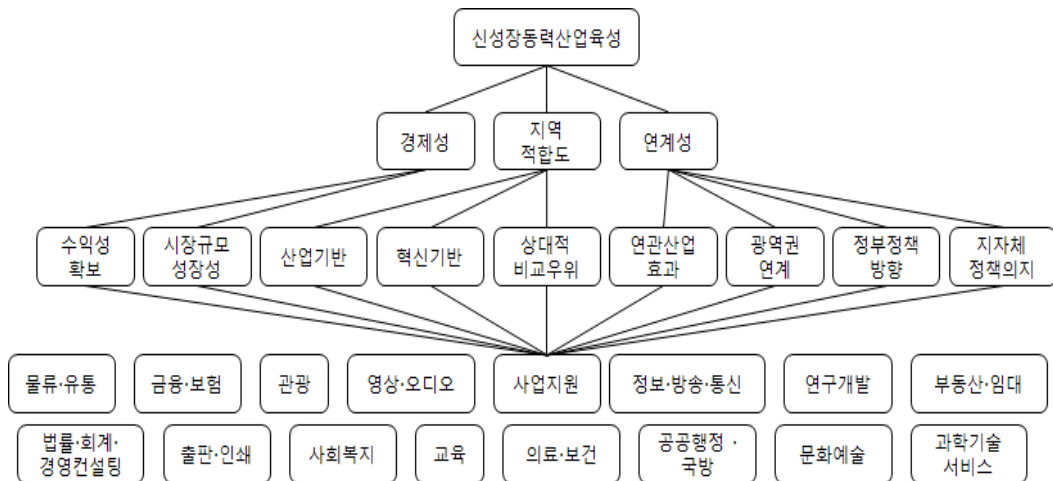 신성장동력산업육성
경제성
지역
적합도
연계성
수익성
확보
시장규모
성장성
산업기반
혁신기반
상대적
비교우위
연관산업
효과
광역권
연계
정부정책
방향
지자체
정책의지
물류·유통
금융·보험
관광
영상·오디오
사업지원
정보·방송·통신
연구개발
부동산·임대
법률·회계·
경영컨설팅
출판·인쇄
사회복지
교육
의료·보건
공공행정 ·
국방
문화예술
과학기술
서비스